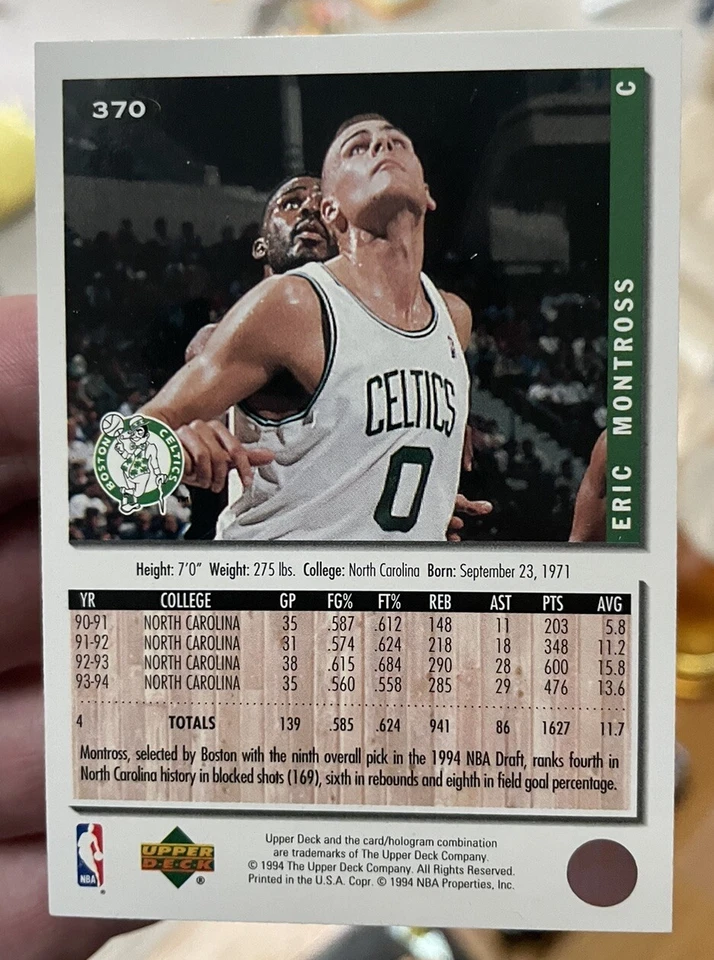 370
C
ERIC MONTROSS
CELTICS
0
BOSTON CELTICS
Height: 7'0" Weight: 275 lbs. College: North Carolina Born: September 23, 1971
YR COLLEGE GP FG% FT% REB AST PTS AVG
90-91 NORTH CAROLINA 35 .587 .612 148 11 203 5.8
91-92 NORTH CAROLINA 31 .574 .624 218 18 348 11.2
92-93 NORTH CAROLINA 38 .615 .684 290 28 600 15.8
93-94 NORTH CAROLINA 35 .560 .558 285 29 476 13.6
4 TOTALS 139 .585 .624 941 86 1627 11.7
Montross, selected by Boston with the ninth overall pick in the 1994 NBA Draft, ranks fourth in
North Carolina history in blocked shots (169), sixth in rebounds and eighth in field goal percentage.
NBA ®
UPPER
DECK ®
Upper Deck and the card/hologram combination
are trademarks of The Upper Deck Company.
© 1994 The Upper Deck Company. All Rights Reserved.
Printed in the U.S.A. Copr. © 1994 NBA Properties, Inc.